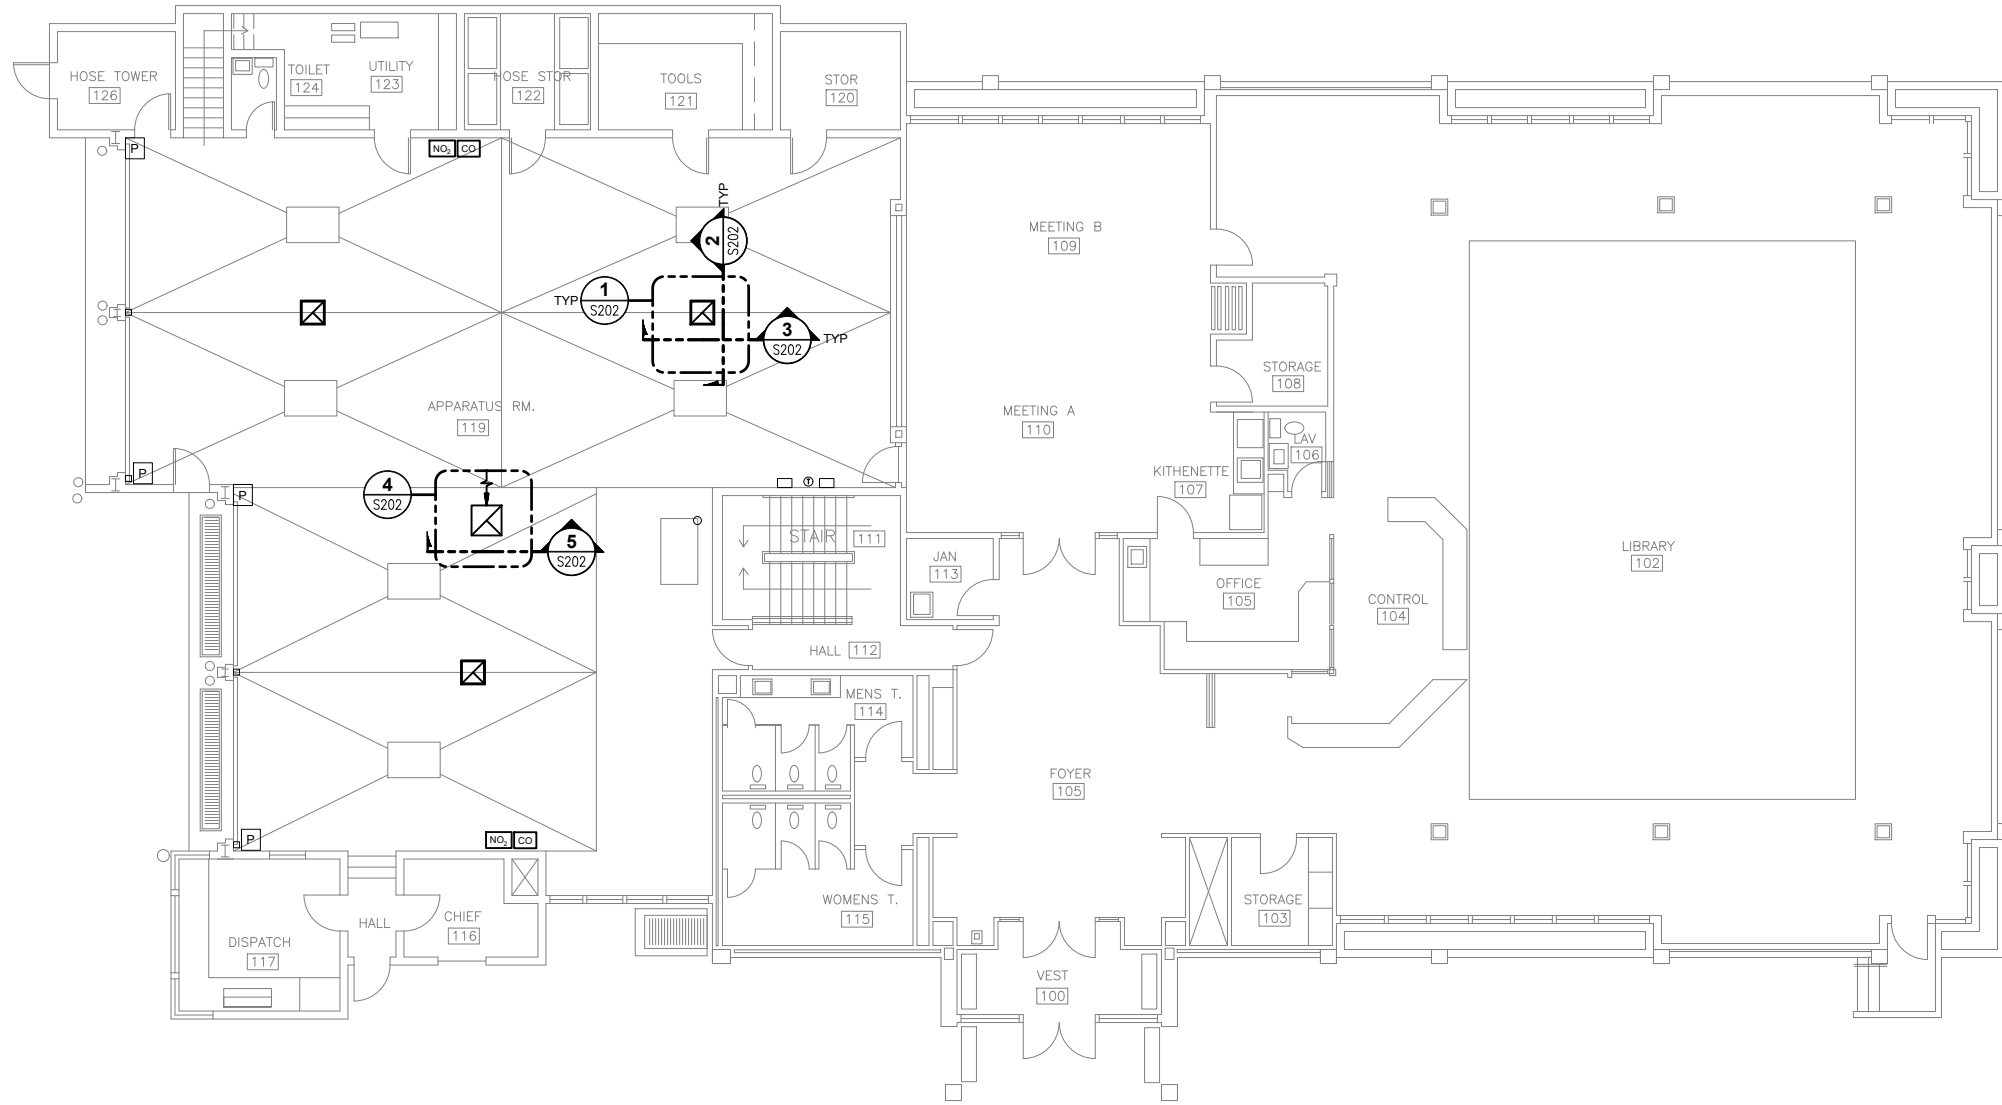 HOSE TOWER
126
TOILET
124
UTILITY
123
HOSE STOR
122
TOOLS
121
STOR
120
P
NO2 CO
TYP
2
S202
TYP
1
S202
3
S202
TYP
APPARATUS RM.
119
P
P
4
S202
5
S202
T
MEETING B
109
MEETING A
110
STORAGE
108
LAV
106
KITHENETTE
107
STAIR 111
JAN
113
OFFICE
105
CONTROL
104
LIBRARY
102
HALL 112
MENS T.
114
FOYER
105
P
NO2 CO
WOMENS T.
115
STORAGE
103
HALL
CHIEF
116
DISPATCH
117
VEST
100